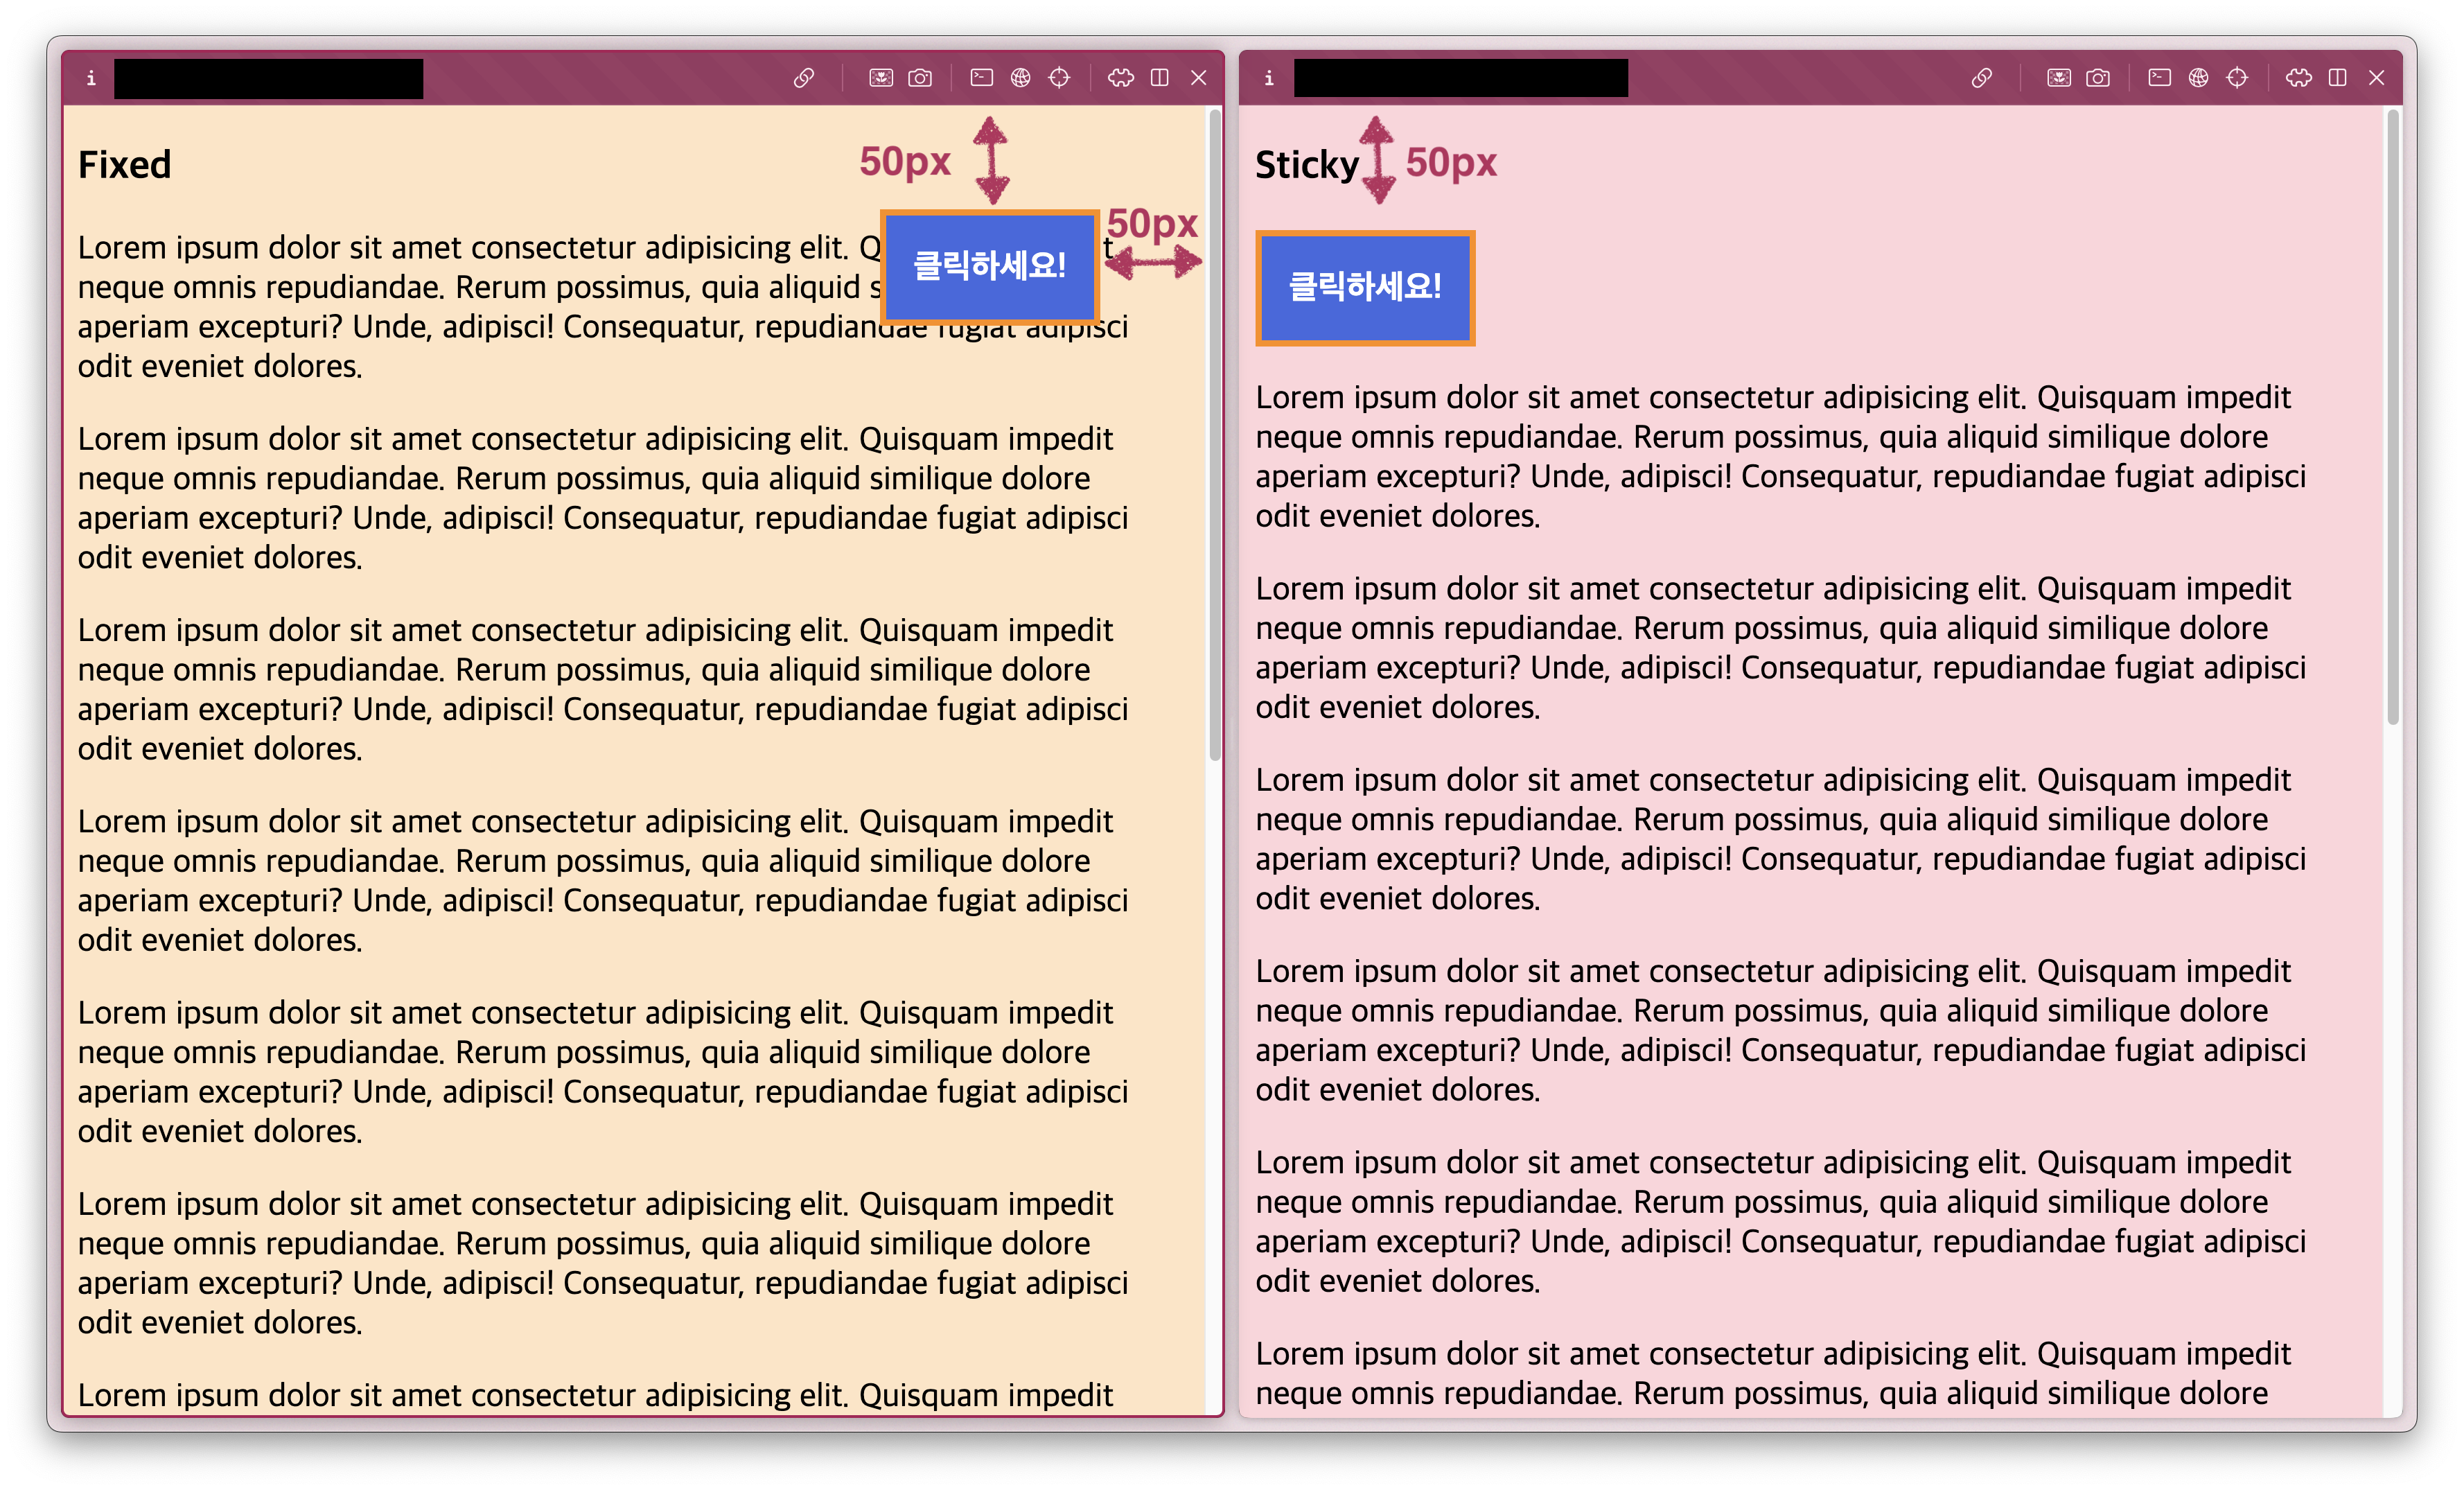 Fixed
50px
50px
클릭하세요!
Lorem ipsum dolor sit amet consectetur adipisicing elit. Q t
neque omnis repudiandae. Rerum possimus, quia aliquid s
aperiam excepturi? Unde, adipisci! Consequatur, repudiandae fugiat adipisci
odit eveniet dolores.
Lorem ipsum dolor sit amet consectetur adipisicing elit. Quisquam impedit
neque omnis repudiandae. Rerum possimus, quia aliquid similique dolore
aperiam excepturi? Unde, adipisci! Consequatur, repudiandae fugiat adipisci
odit eveniet dolores.
Lorem ipsum dolor sit amet consectetur adipisicing elit. Quisquam impedit
neque omnis repudiandae. Rerum possimus, quia aliquid similique dolore
aperiam excepturi? Unde, adipisci! Consequatur, repudiandae fugiat adipisci
odit eveniet dolores.
Lorem ipsum dolor sit amet consectetur adipisicing elit. Quisquam impedit
neque omnis repudiandae. Rerum possimus, quia aliquid similique dolore
aperiam excepturi? Unde, adipisci! Consequatur, repudiandae fugiat adipisci
odit eveniet dolores.
Lorem ipsum dolor sit amet consectetur adipisicing elit. Quisquam impedit
neque omnis repudiandae. Rerum possimus, quia aliquid similique dolore
aperiam excepturi? Unde, adipisci! Consequatur, repudiandae fugiat adipisci
odit eveniet dolores.
Lorem ipsum dolor sit amet consectetur adipisicing elit. Quisquam impedit
neque omnis repudiandae. Rerum possimus, quia aliquid similique dolore
aperiam excepturi? Unde, adipisci! Consequatur, repudiandae fugiat adipisci
odit eveniet dolores.
Lorem ipsum dolor sit amet consectetur adipisicing elit. Quisquam impedit
Sticky
50px
클릭하세요!
Lorem ipsum dolor sit amet consectetur adipisicing elit. Quisquam impedit
neque omnis repudiandae. Rerum possimus, quia aliquid similique dolore
aperiam excepturi? Unde, adipisci! Consequatur, repudiandae fugiat adipisci
odit eveniet dolores.
Lorem ipsum dolor sit amet consectetur adipisicing elit. Quisquam impedit
neque omnis repudiandae. Rerum possimus, quia aliquid similique dolore
aperiam excepturi? Unde, adipisci! Consequatur, repudiandae fugiat adipisci
odit eveniet dolores.
Lorem ipsum dolor sit amet consectetur adipisicing elit. Quisquam impedit
neque omnis repudiandae. Rerum possimus, quia aliquid similique dolore
aperiam excepturi? Unde, adipisci! Consequatur, repudiandae fugiat adipisci
odit eveniet dolores.
Lorem ipsum dolor sit amet consectetur adipisicing elit. Quisquam impedit
neque omnis repudiandae. Rerum possimus, quia aliquid similique dolore
aperiam excepturi? Unde, adipisci! Consequatur, repudiandae fugiat adipisci
odit eveniet dolores.
Lorem ipsum dolor sit amet consectetur adipisicing elit. Quisquam impedit
neque omnis repudiandae. Rerum possimus, quia aliquid similique dolore
aperiam excepturi? Unde, adipisci! Consequatur, repudiandae fugiat adipisci
odit eveniet dolores.
Lorem ipsum dolor sit amet consectetur adipisicing elit. Quisquam impedit
neque omnis repudiandae. Rerum possimus, quia aliquid similique dolore